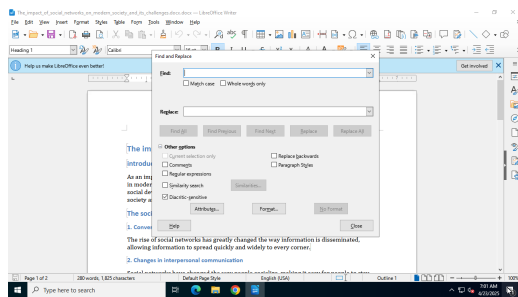 The_impact_of_social_networks_on_modern_society_and_its_challenges.docx.docx — LibreOffice Writer
File Edit View Insert Format Styles Table Form Tools Window Help
Heading 1
Calibri
Help us make LibreOffice even better!
Get involved
Find and Replace
Find:
Match case
Whole words only
Replace:
Find All
Find Previous
Find Next
Replace
Replace All
Other options
Current selection only
Replace backwards
Comments
Paragraph Styles
Regular expressions
Similarity search
Similarities...
Diacritic-sensitive
Attributes...
Format...
No Format
Help
Close
The im
Introdu
As an imp
in moder
social de
society a
The soci
1. Conver
The rise of social networks has greatly changed the way information is disseminated,
allowing information to spread quickly and widely to every corner.
2. Changes in interpersonal communication
Page 1 of 2
280 words, 1,825 characters
Default Page Style
English (USA)
Outline 1
100%
Type here to search
7:01 AM
4/23/2025